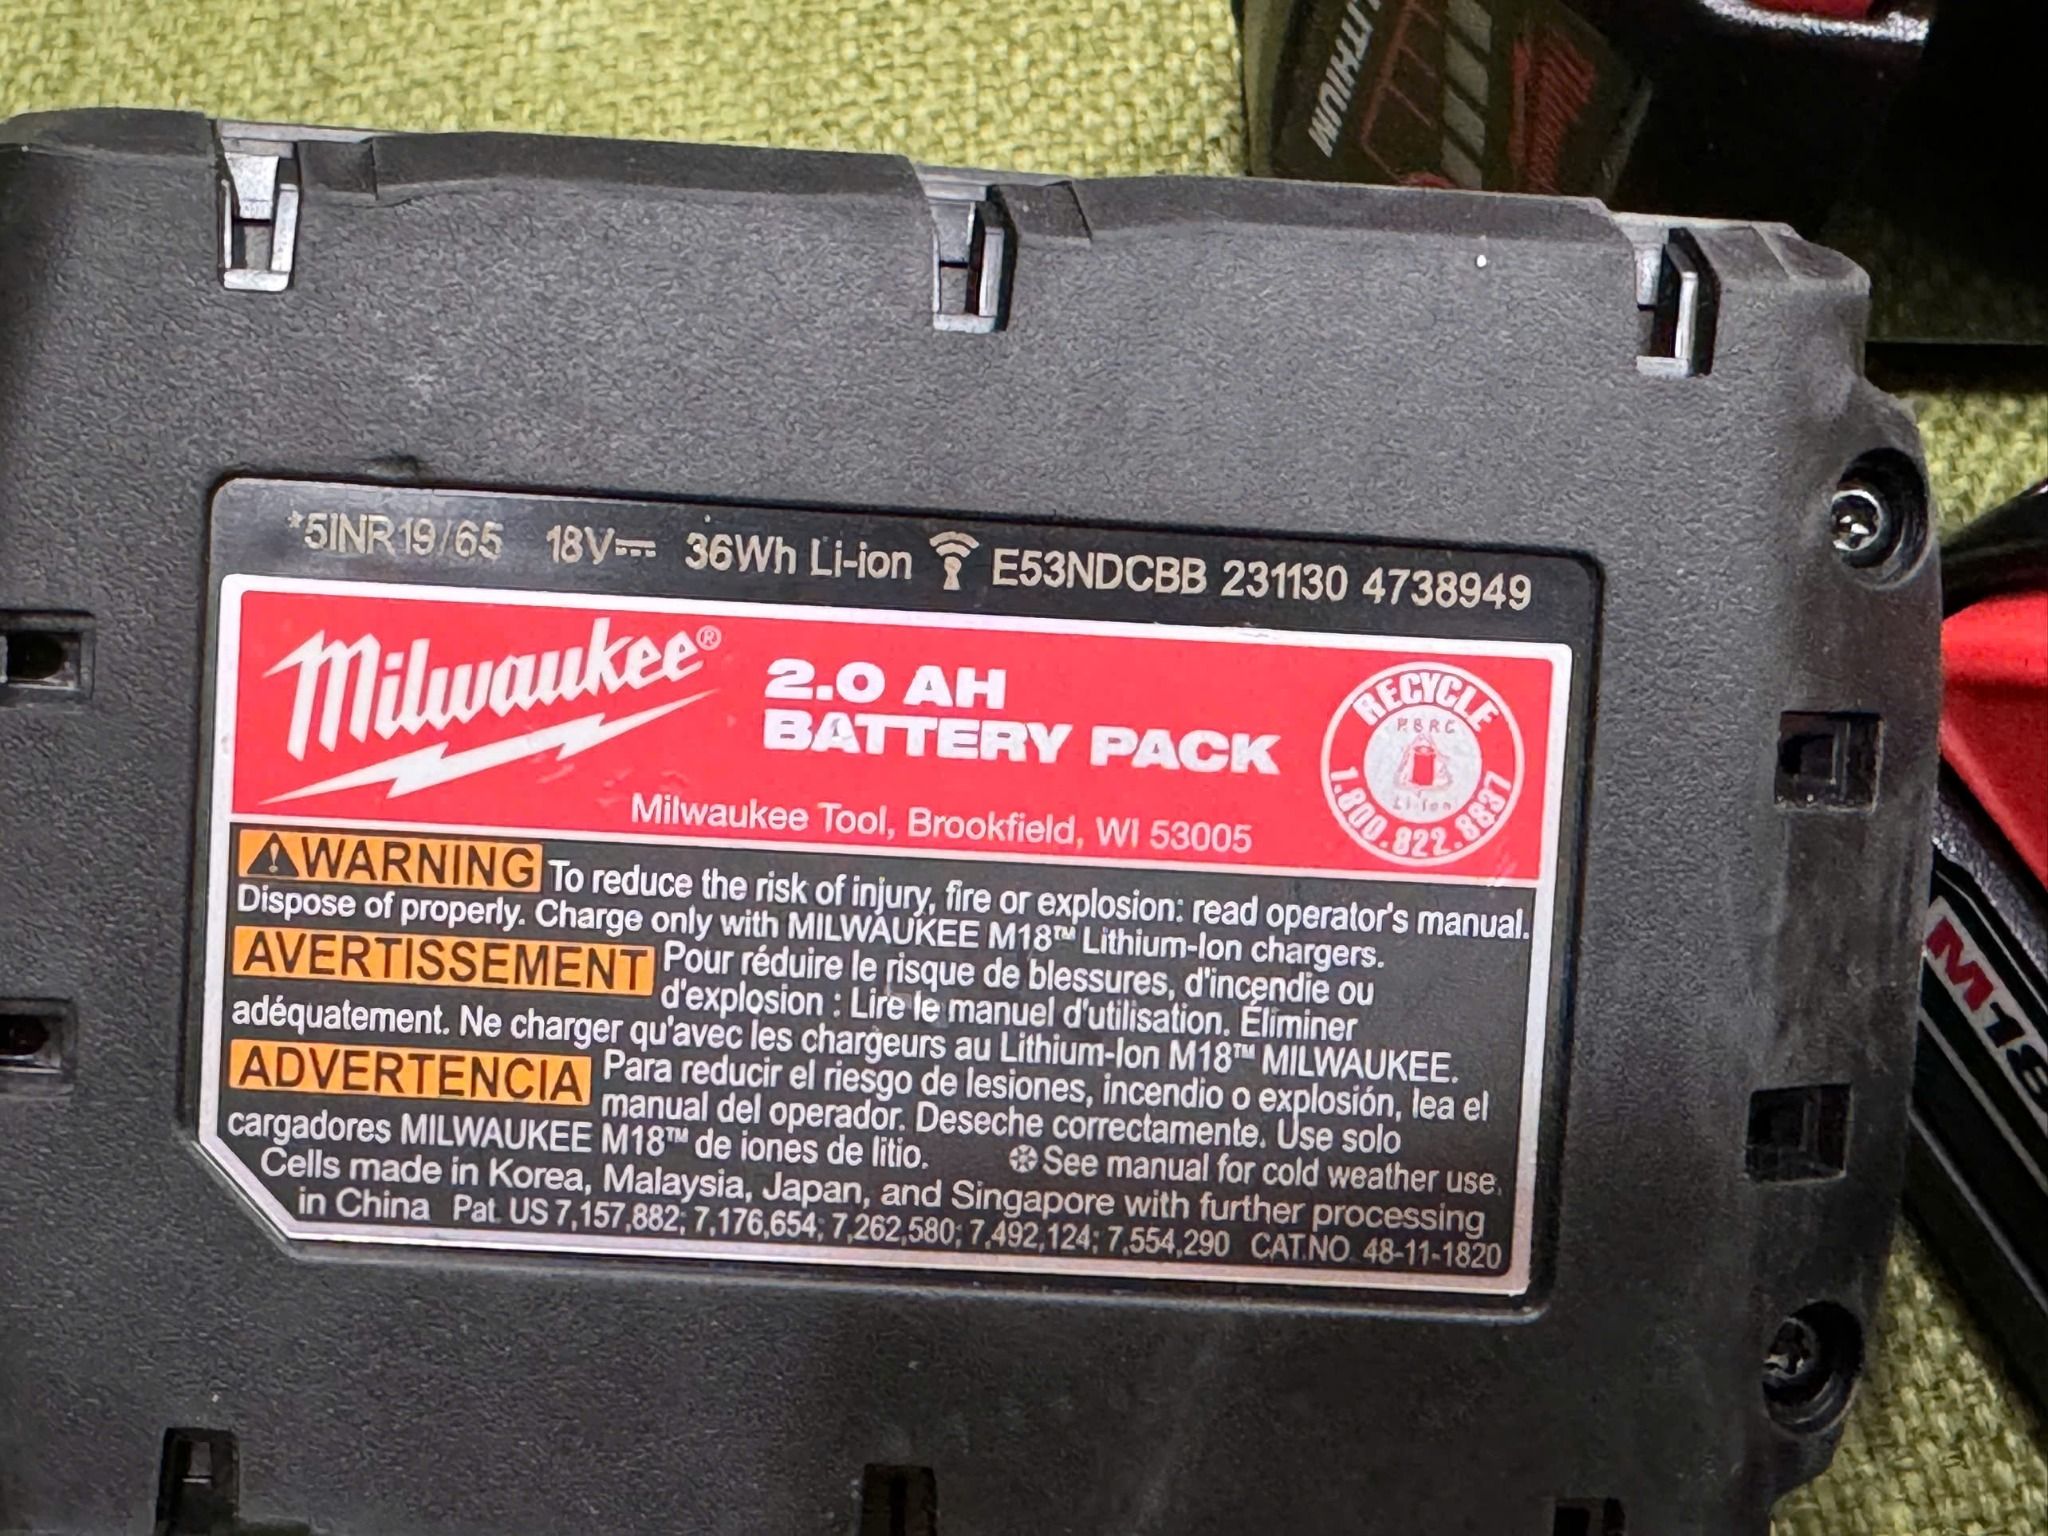 LITHIUM
*5INR19/65 18V⎓ 36Wh Li-ion E53NDCBB 231130 4738949
Milwaukee®
2.0 AH
BATTERY PACK
Milwaukee Tool, Brookfield, WI 53005
RECYCLE
RBRC
Li-Ion
1.800.822.8837
WARNING To reduce the risk of injury, fire or explosion: read operator's manual.
Dispose of properly. Charge only with MILWAUKEE M18™ Lithium-Ion chargers.
AVERTISSEMENT Pour réduire le risque de blessures, d'incendie ou
d'explosion : Lire le manuel d'utilisation. Éliminer
adéquatement. Ne charger qu'avec les chargeurs au Lithium-Ion M18™ MILWAUKEE.
ADVERTENCIA Para reducir el riesgo de lesiones, incendio o explosión, lea el
manual del operador. Deseche correctamente. Use solo
cargadores MILWAUKEE M18™ de iones de litio. See manual for cold weather use.
Cells made in Korea, Malaysia, Japan, and Singapore with further processing
in China Pat. US 7,157,882; 7,176,654; 7,262,580; 7,492,124; 7,554,290 CAT.NO. 48-11-1820
M18